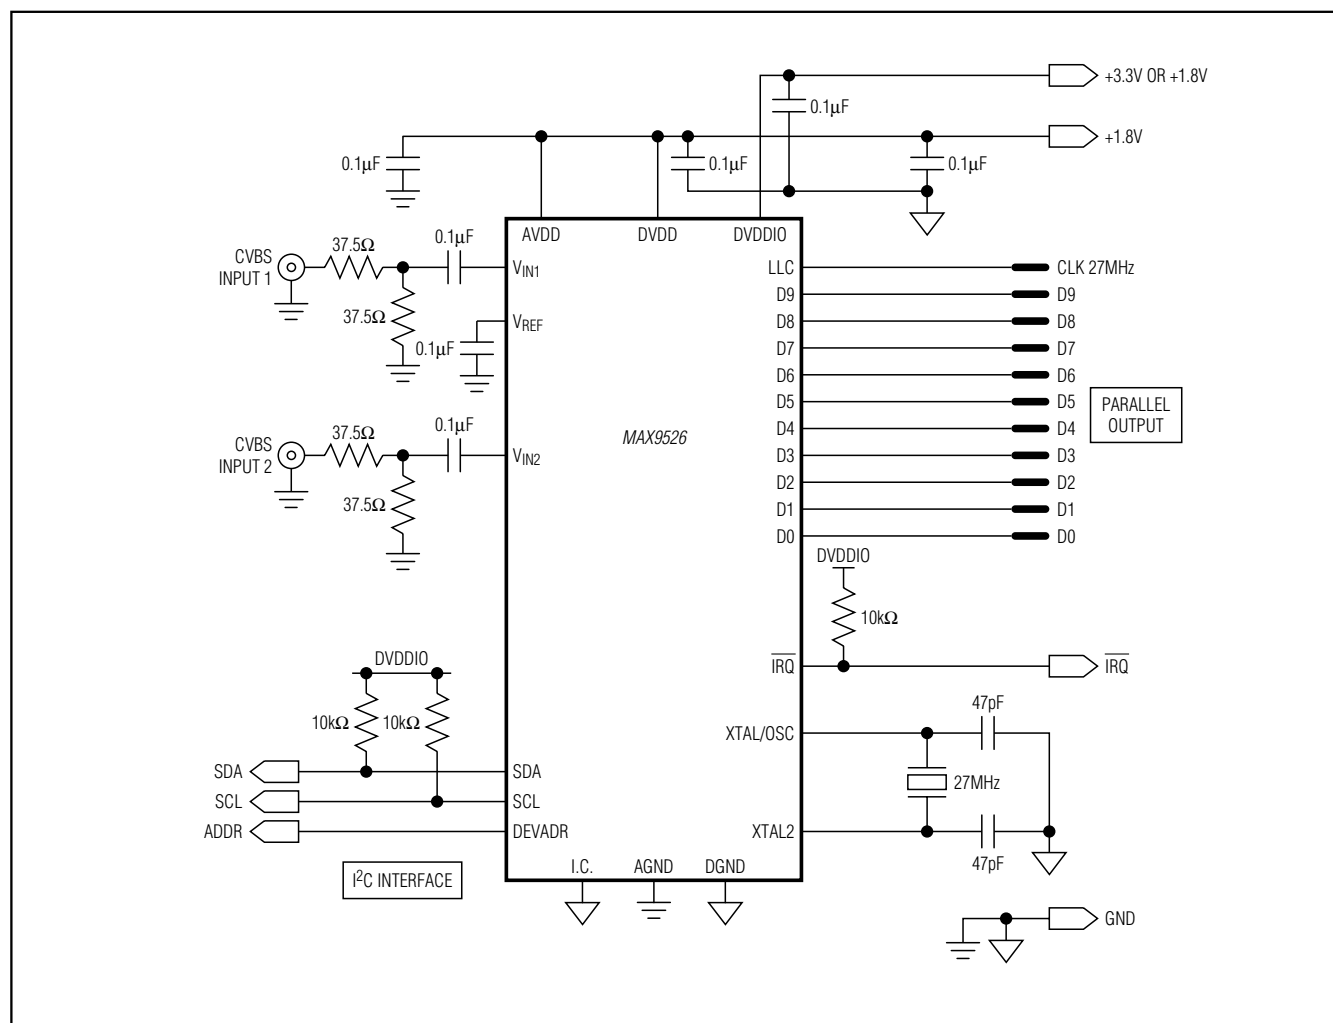 +3.3V OR +1.8V
0.1µF
+1.8V
0.1µF
0.1µF
0.1µF
AVDD
DVDD
DVDDIO
CVBS
INPUT 1
37.5Ω
0.1µF
VIN1
37.5Ω
VREF
0.1µF
LLC
CLK 27MHz
D9
D9
D8
D8
D7
D7
D6
D6
D5
D5
D4
D4
D3
D3
D2
D2
D1
D1
D0
D0
PARALLEL
OUTPUT
MAX9526
CVBS
INPUT 2
37.5Ω
0.1µF
VIN2
37.5Ω
DVDDIO
10kΩ
IRQ
IRQ
DVDDIO
10kΩ
10kΩ
47pF
XTAL/OSC
27MHz
XTAL2
47pF
SDA
SDA
SCL
SCL
ADDR
DEVADR
I²C INTERFACE
I.C.
AGND
DGND
GND